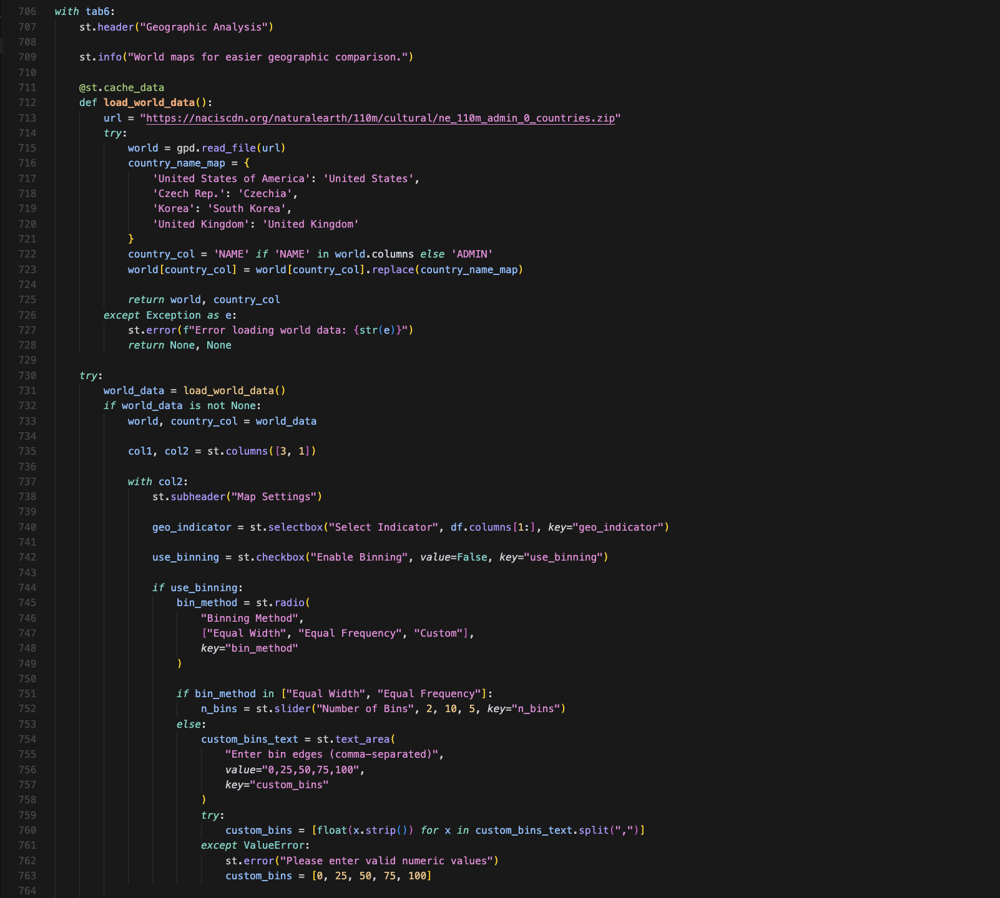 706 with tab6:
707     st.header("Geographic Analysis")
708
709     st.info("World maps for easier geographic comparison.")
710
711     @st.cache_data
712     def load_world_data():
713         url = "https://naciscdn.org/naturalearth/110m/cultural/ne_110m_admin_0_countries.zip"
714         try:
715             world = gpd.read_file(url)
716             country_name_map = {
717                 'United States of America': 'United States',
718                 'Czech Rep.': 'Czechia',
719                 'Korea': 'South Korea',
720                 'United Kingdom': 'United Kingdom'
721             }
722             country_col = 'NAME' if 'NAME' in world.columns else 'ADMIN'
723             world[country_col] = world[country_col].replace(country_name_map)
724
725             return world, country_col
726         except Exception as e:
727             st.error(f"Error loading world data: {str(e)}")
728             return None, None
729
730     try:
731         world_data = load_world_data()
732         if world_data is not None:
733             world, country_col = world_data
734
735             col1, col2 = st.columns([3, 1])
736
737             with col2:
738                 st.subheader("Map Settings")
739
740                 geo_indicator = st.selectbox("Select Indicator", df.columns[1:], key="geo_indicator")
741
742                 use_binning = st.checkbox("Enable Binning", value=False, key="use_binning")
743
744                 if use_binning:
745                     bin_method = st.radio(
746                         "Binning Method",
747                         ["Equal Width", "Equal Frequency", "Custom"],
748                         key="bin_method"
749                     )
750
751                     if bin_method in ["Equal Width", "Equal Frequency"]:
752                         n_bins = st.slider("Number of Bins", 2, 10, 5, key="n_bins")
753                     else:
754                         custom_bins_text = st.text_area(
755                             "Enter bin edges (comma-separated)",
756                             value="0,25,50,75,100",
757                             key="custom_bins"
758                         )
759                         try:
760                             custom_bins = [float(x.strip()) for x in custom_bins_text.split(",")]
761                         except ValueError:
762                             st.error("Please enter valid numeric values")
763                             custom_bins = [0, 25, 50, 75, 100]
764